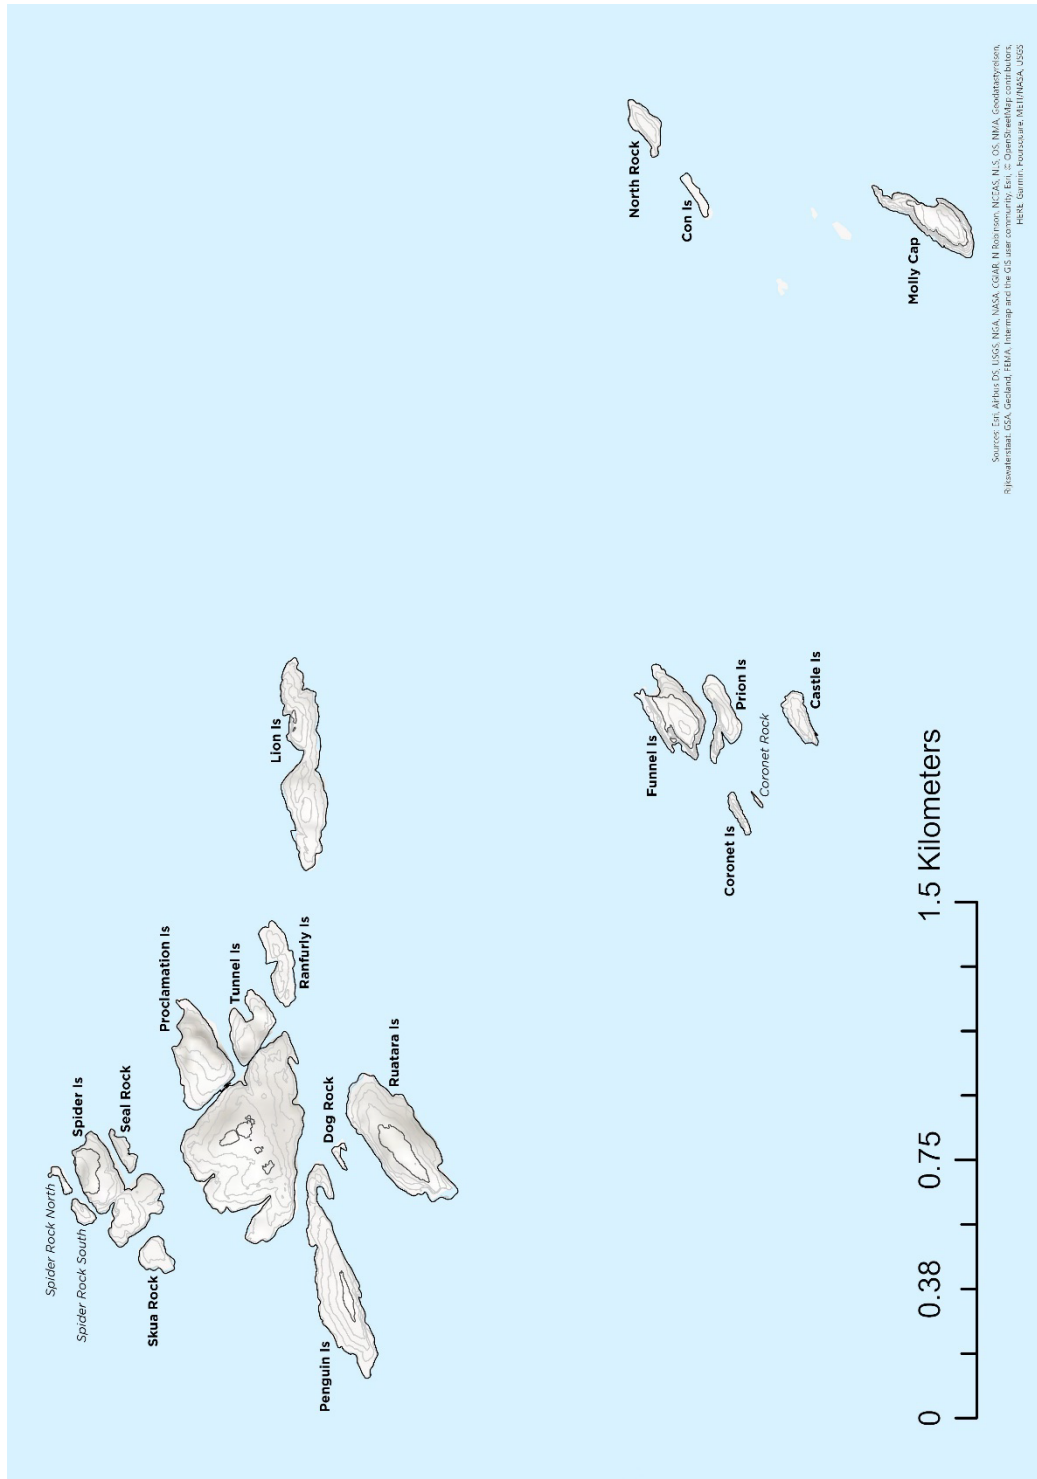 Spider Rock North
Spider Rock South
Spider Is
Seal Rock
Skua Rock
Proclamation Is
Tunnel Is
Ranfurly Is
Dog Rock
Ruatara Is
Penguin Is
Lion Is
Funnel Is
Prion Is
Coronet Rock
Coronet Is
Castle Is
North Rock
Con Is
Molly Cap
0 0.38 0.75 1.5 Kilometers
Sources: Esri, Airbus DS, USGS, NGA, NASA, CGIAR, N Robinson, NCEAS, NLS, OS, NMA, Geodatastyrelsen,
Rijkswaterstaat, GSA, Geoland, FEMA, Intermap and the GIS user community, Esri, © OpenStreetMap contributors,
HERE, Garmin, Foursquare, METI/NASA, USGS